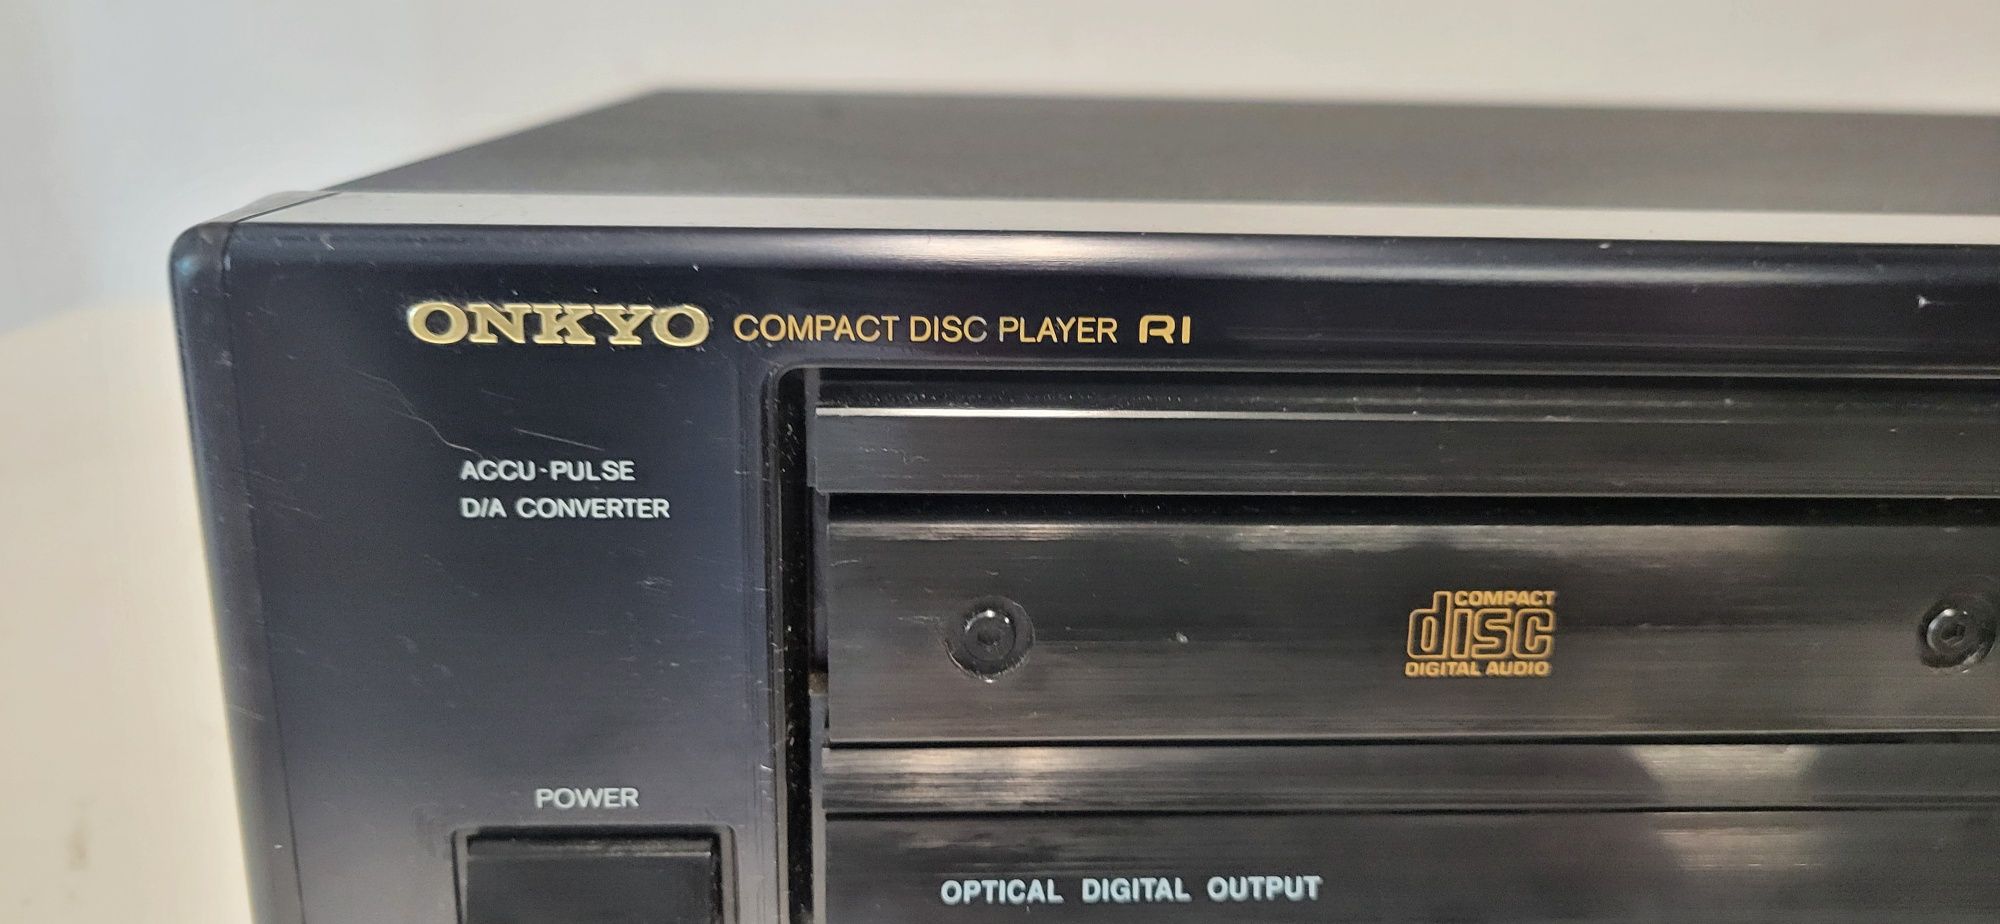 ONKYO COMPACT DISC PLAYER RI
ACCU-PULSE
D/A CONVERTER
COMPACT
disc
DIGITAL AUDIO
POWER
OPTICAL DIGITAL OUTPUT